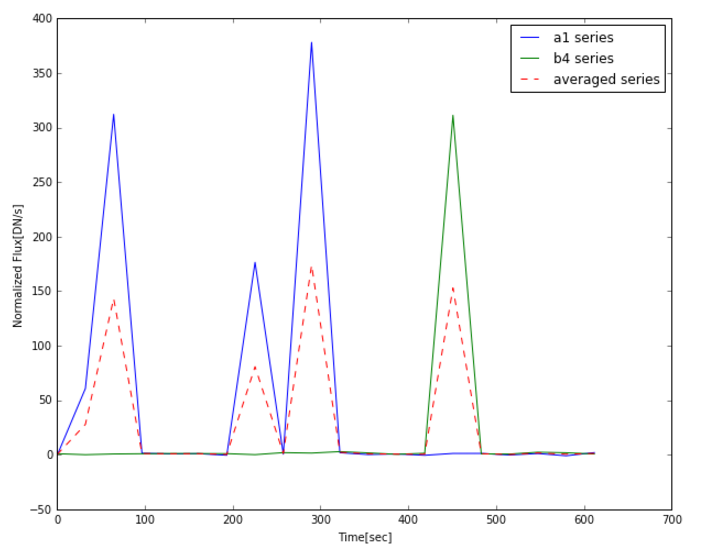 400
350
300
250
200
150
100
50
0
−50
Normalized Flux[DN/s]
a1 series
b4 series
averaged series
0 100 200 300 400 500 600 700
Time[sec]